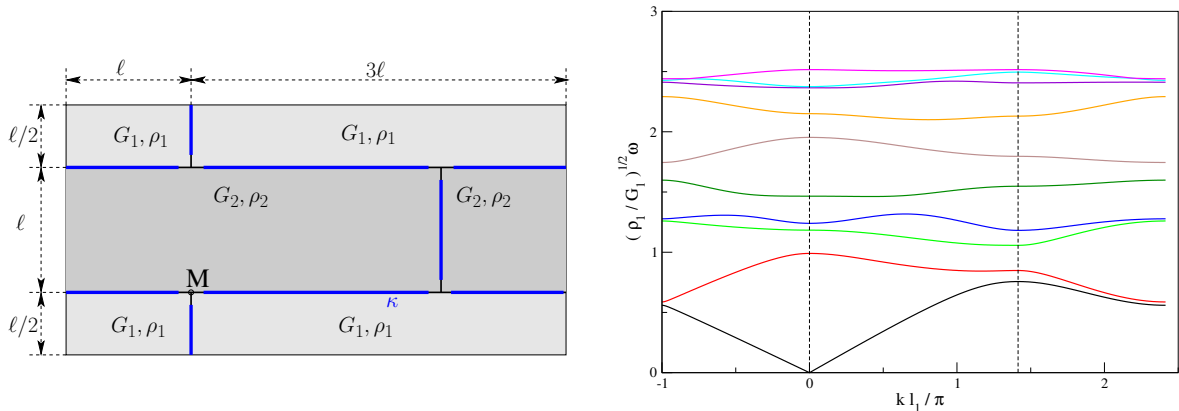 ℓ
3ℓ
ℓ/2
G₁, ρ₁
G₁, ρ₁
ℓ
G₂, ρ₂
G₂, ρ₂
M
κ
ℓ/2
G₁, ρ₁
G₁, ρ₁
(ρ₁ / G₁)^{1/2} ω
3
2
1
0
-1
0
1
2
k l₁ / π